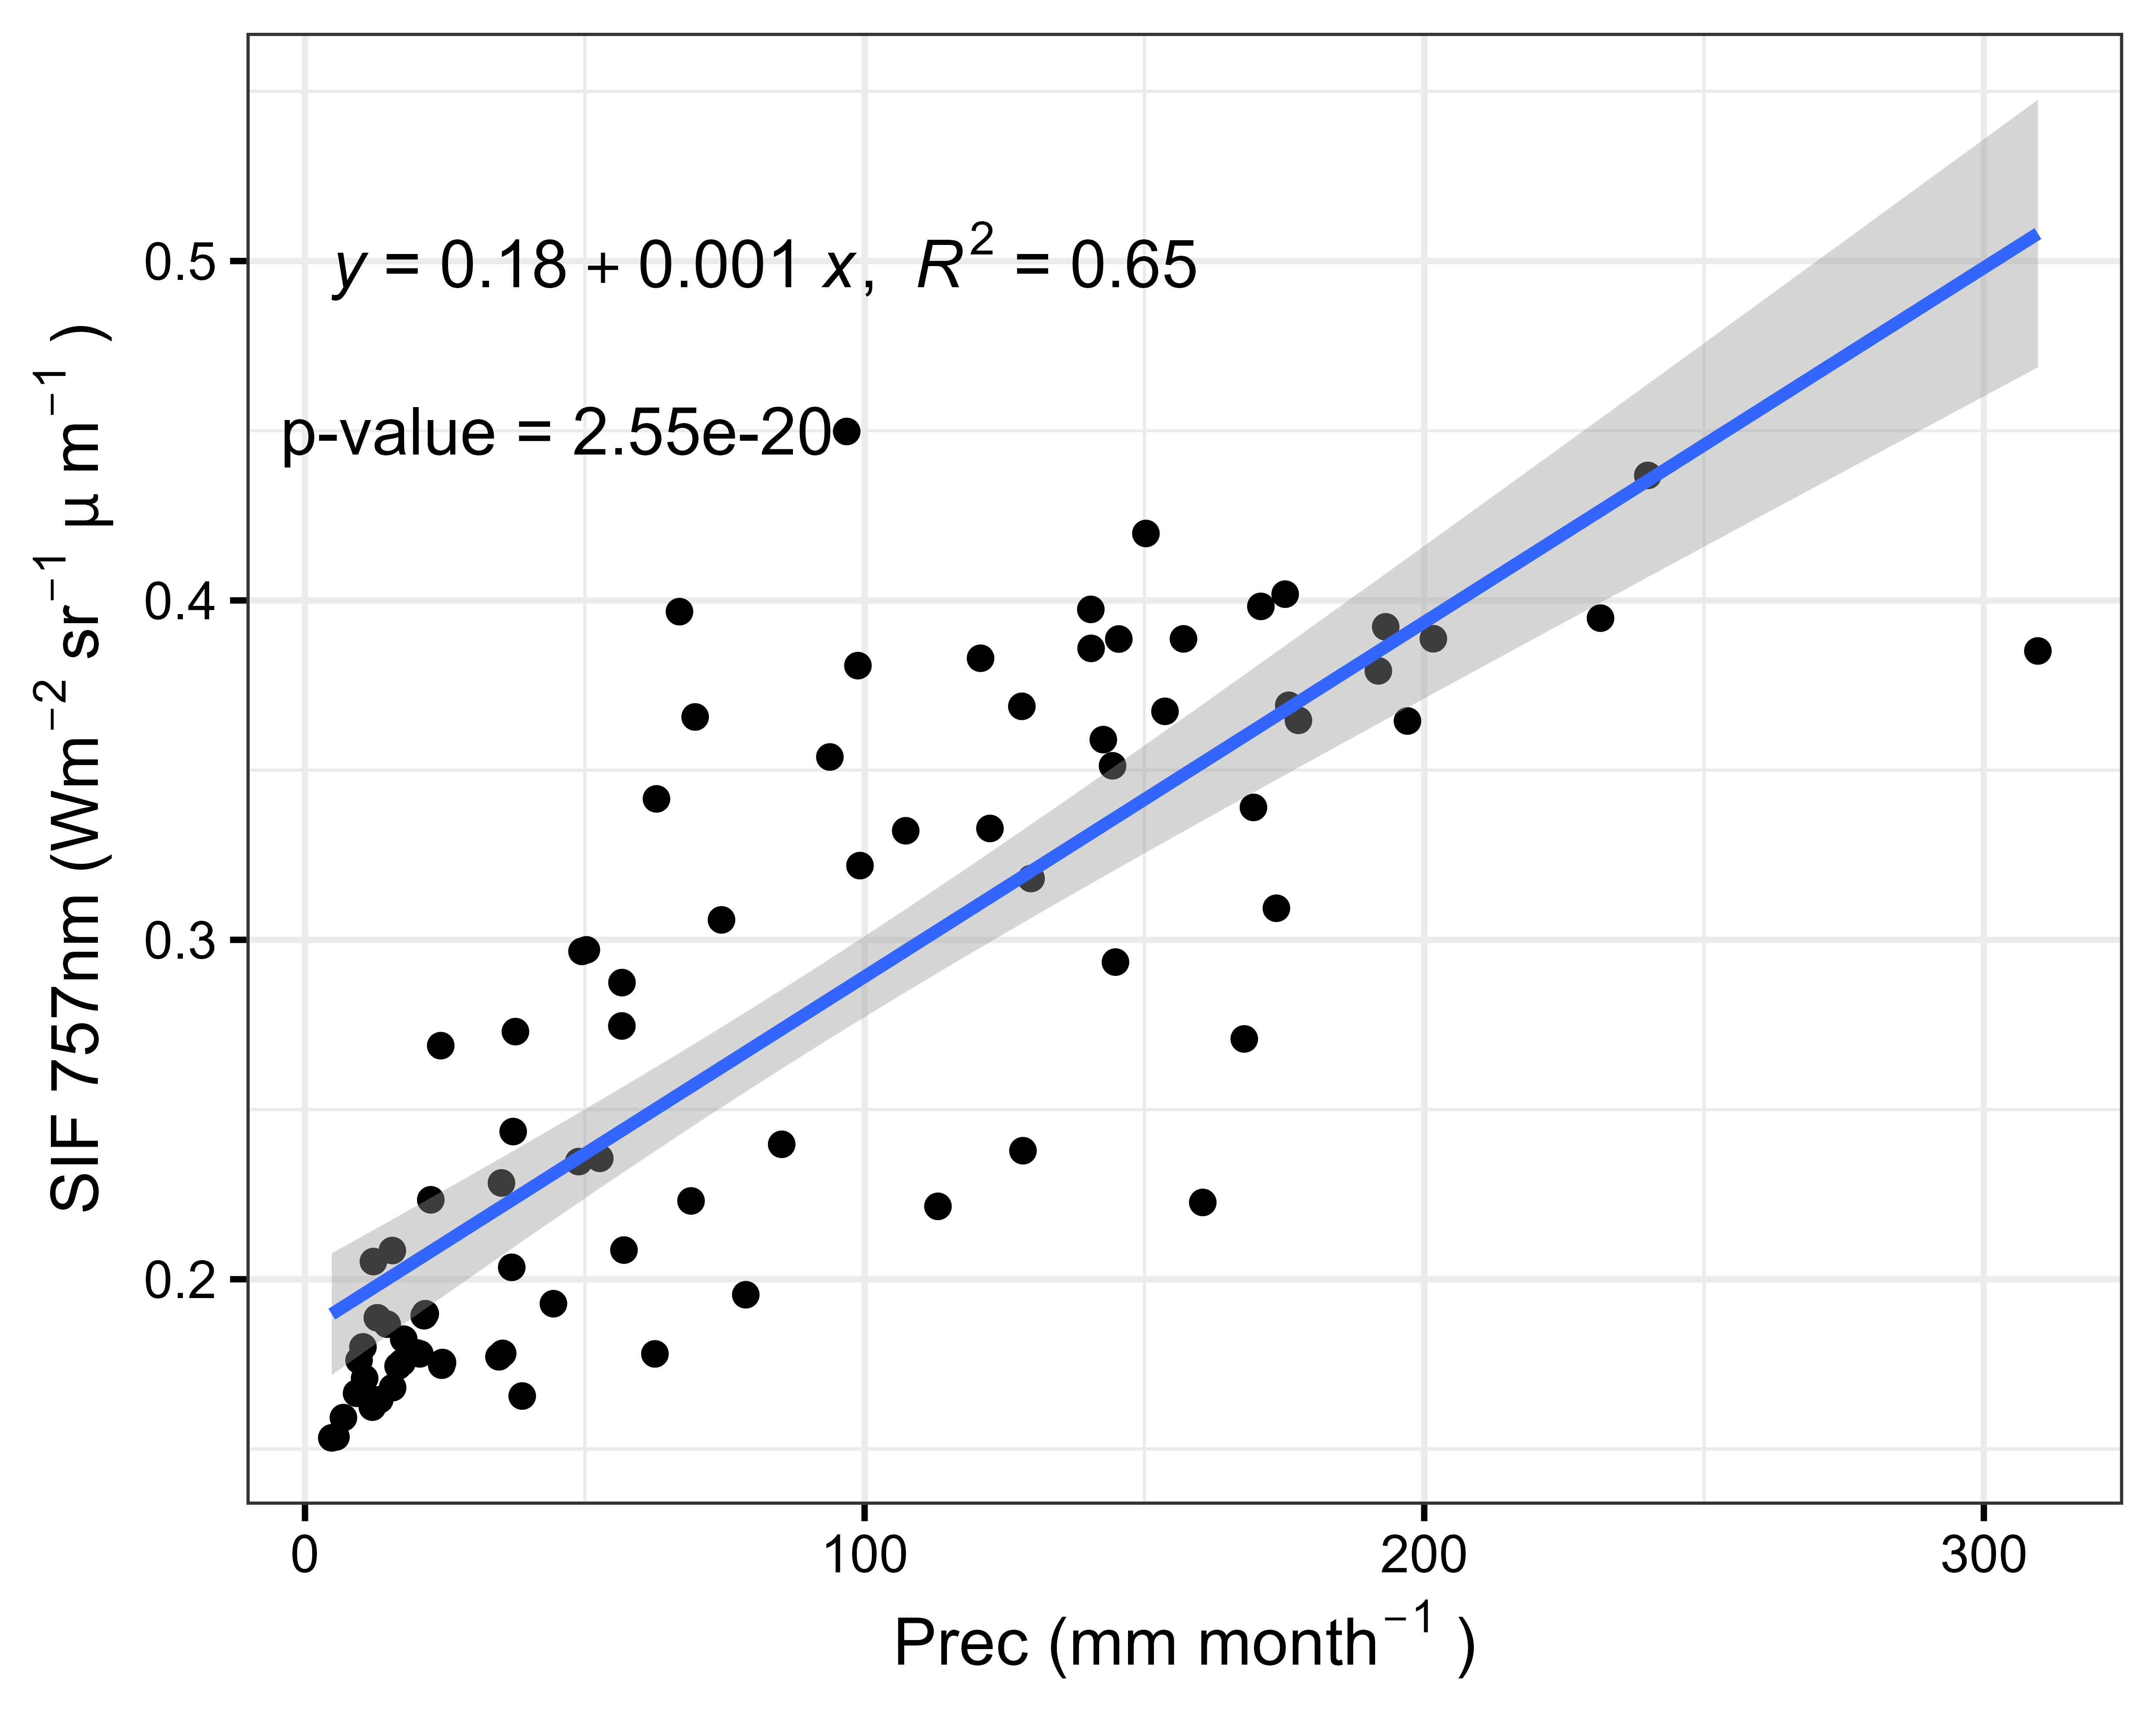 y = 0.18 + 0.001 x, R² = 0.65
p-value = 2.55e-20
SIF 757nm (Wm⁻² sr⁻¹ μ m⁻¹ )
0.5
0.4
0.3
0.2
0 100 200 300
Prec (mm month⁻¹ )